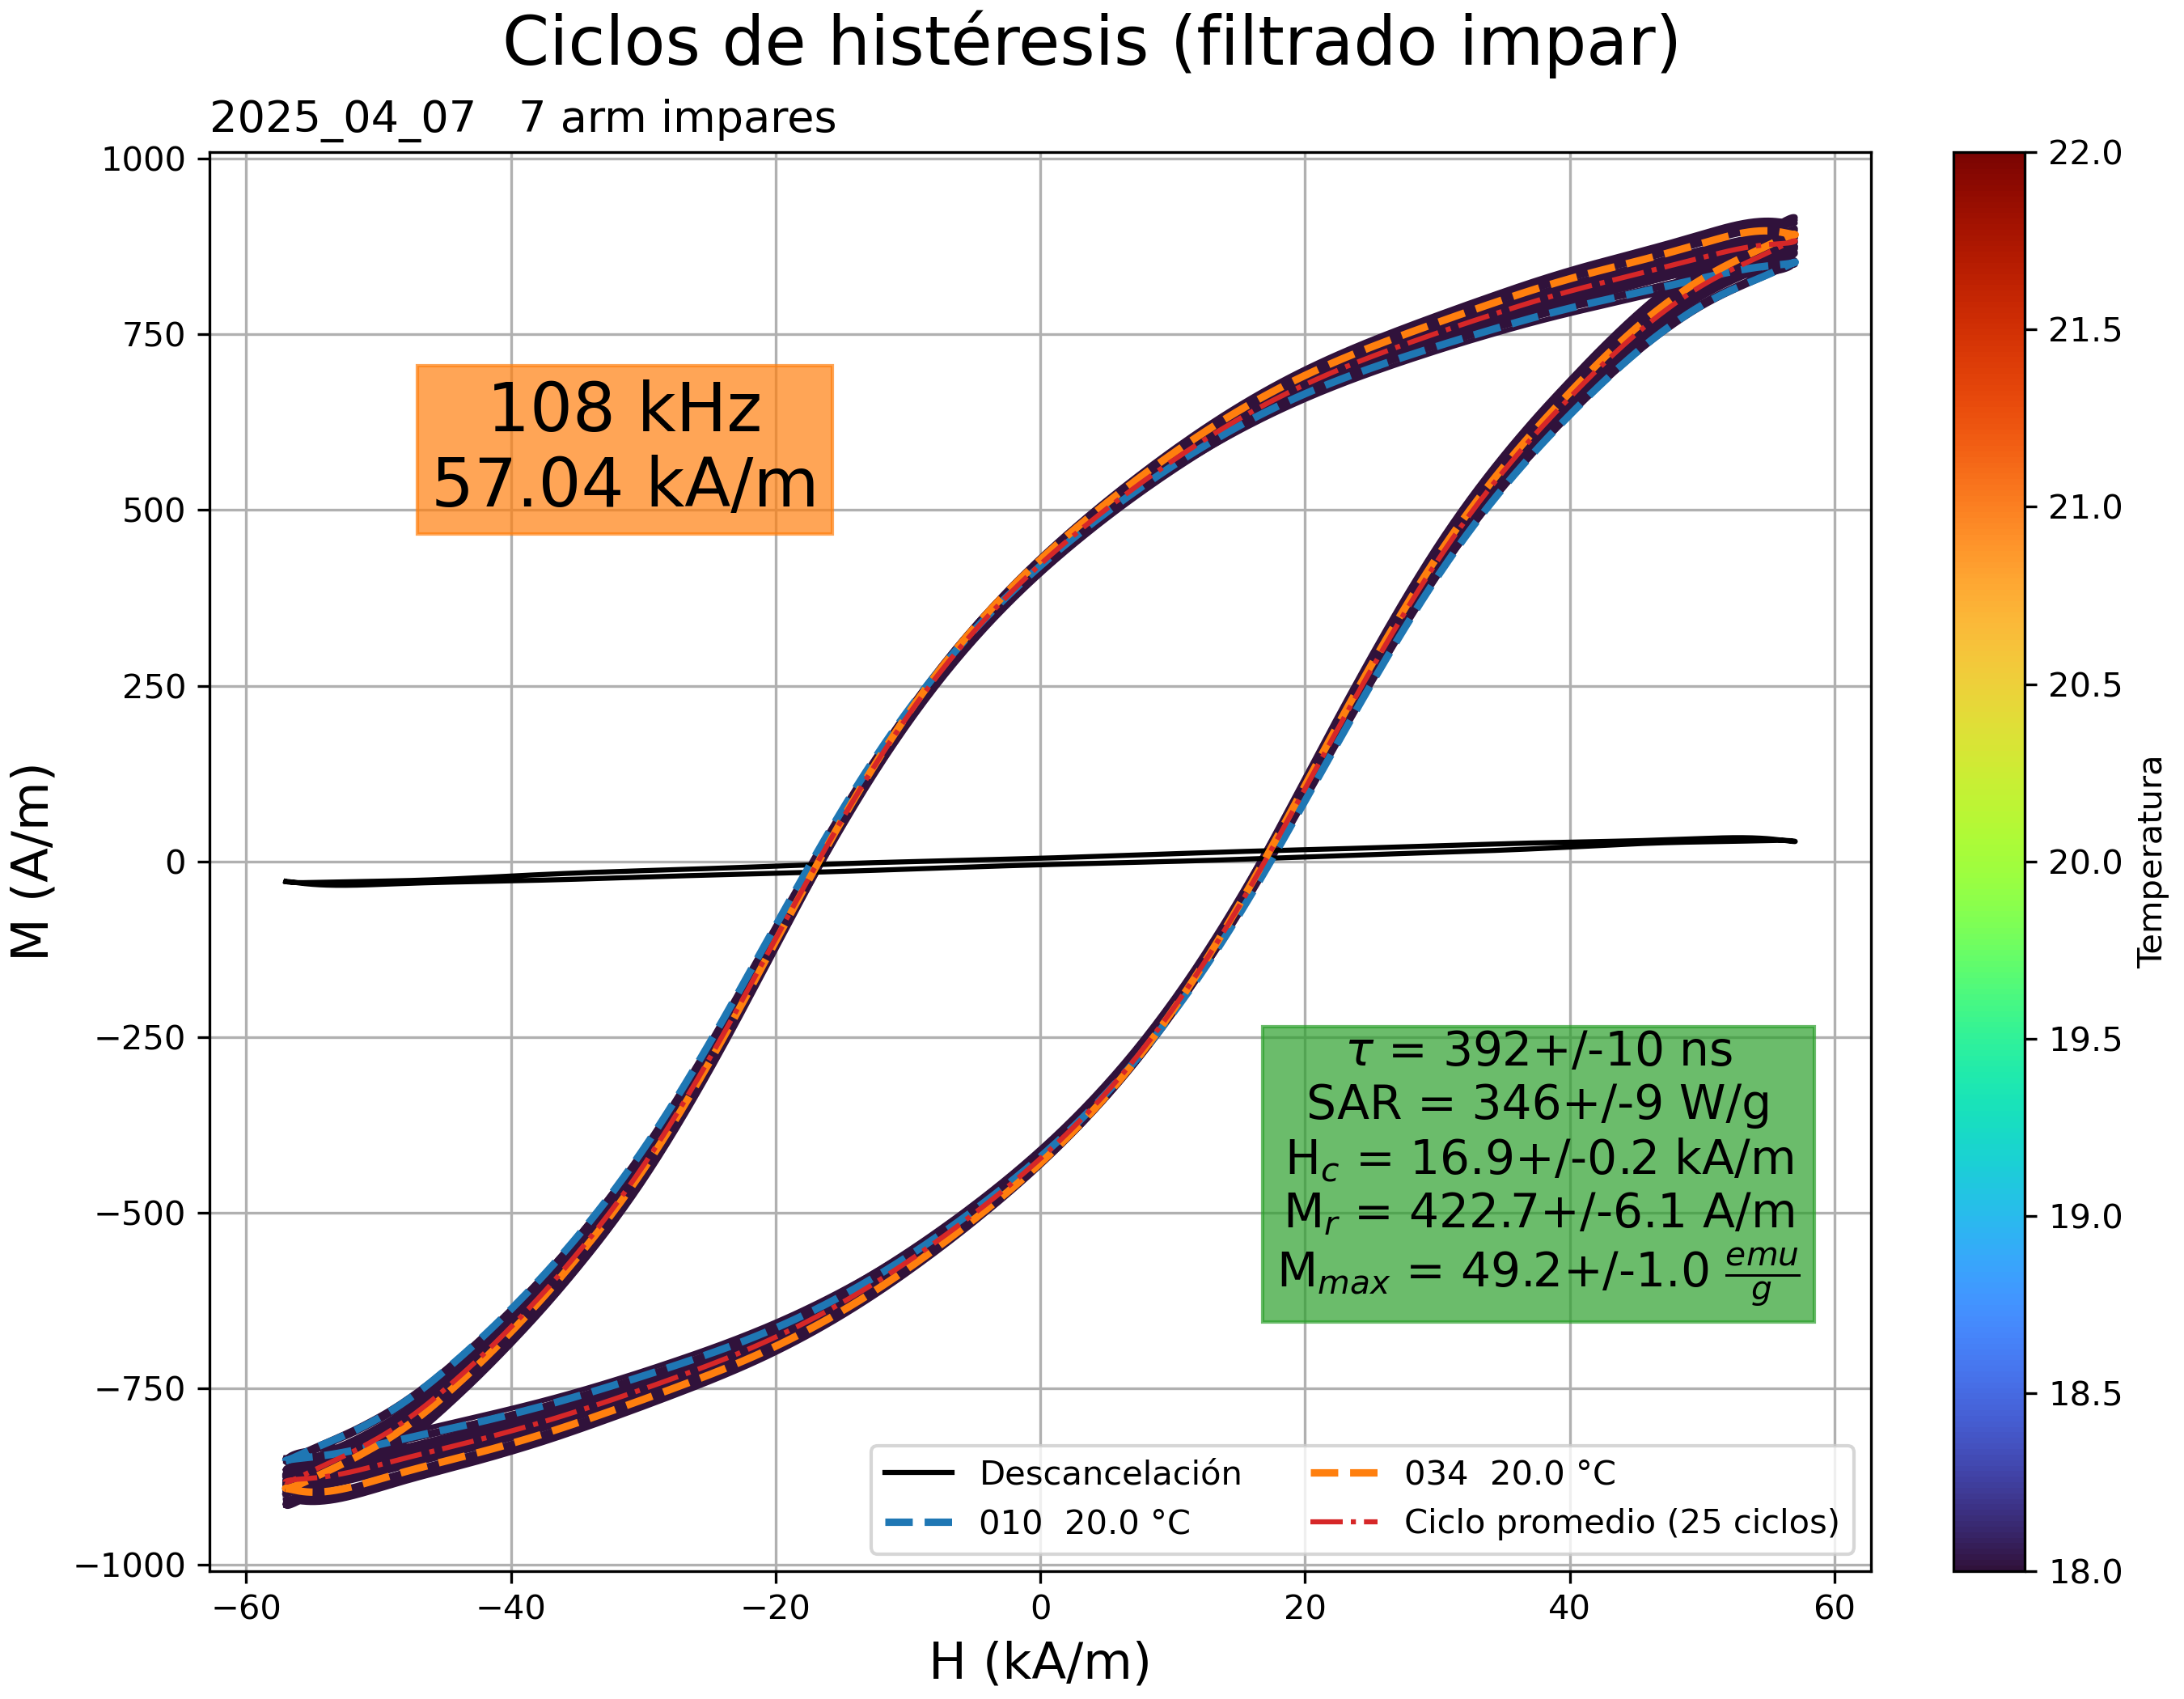 Ciclos de histéresis (filtrado impar)
2025_04_07   7 arm impares
1000
750
500
250
0
−250
−500
−750
−1000
M (A/m)
108 kHz
57.04 kA/m
τ = 392+/-10 ns
SAR = 346+/-9 W/g
H_c = 16.9+/-0.2 kA/m
M_r = 422.7+/-6.1 A/m
M_max = 49.2+/-1.0 emu/g
Descancelación
010  20.0 °C
034  20.0 °C
Ciclo promedio (25 ciclos)
−60 −40 −20 0 20 40 60
H (kA/m)
22.0
21.5
21.0
20.5
20.0
19.5
19.0
18.5
18.0
Temperatura